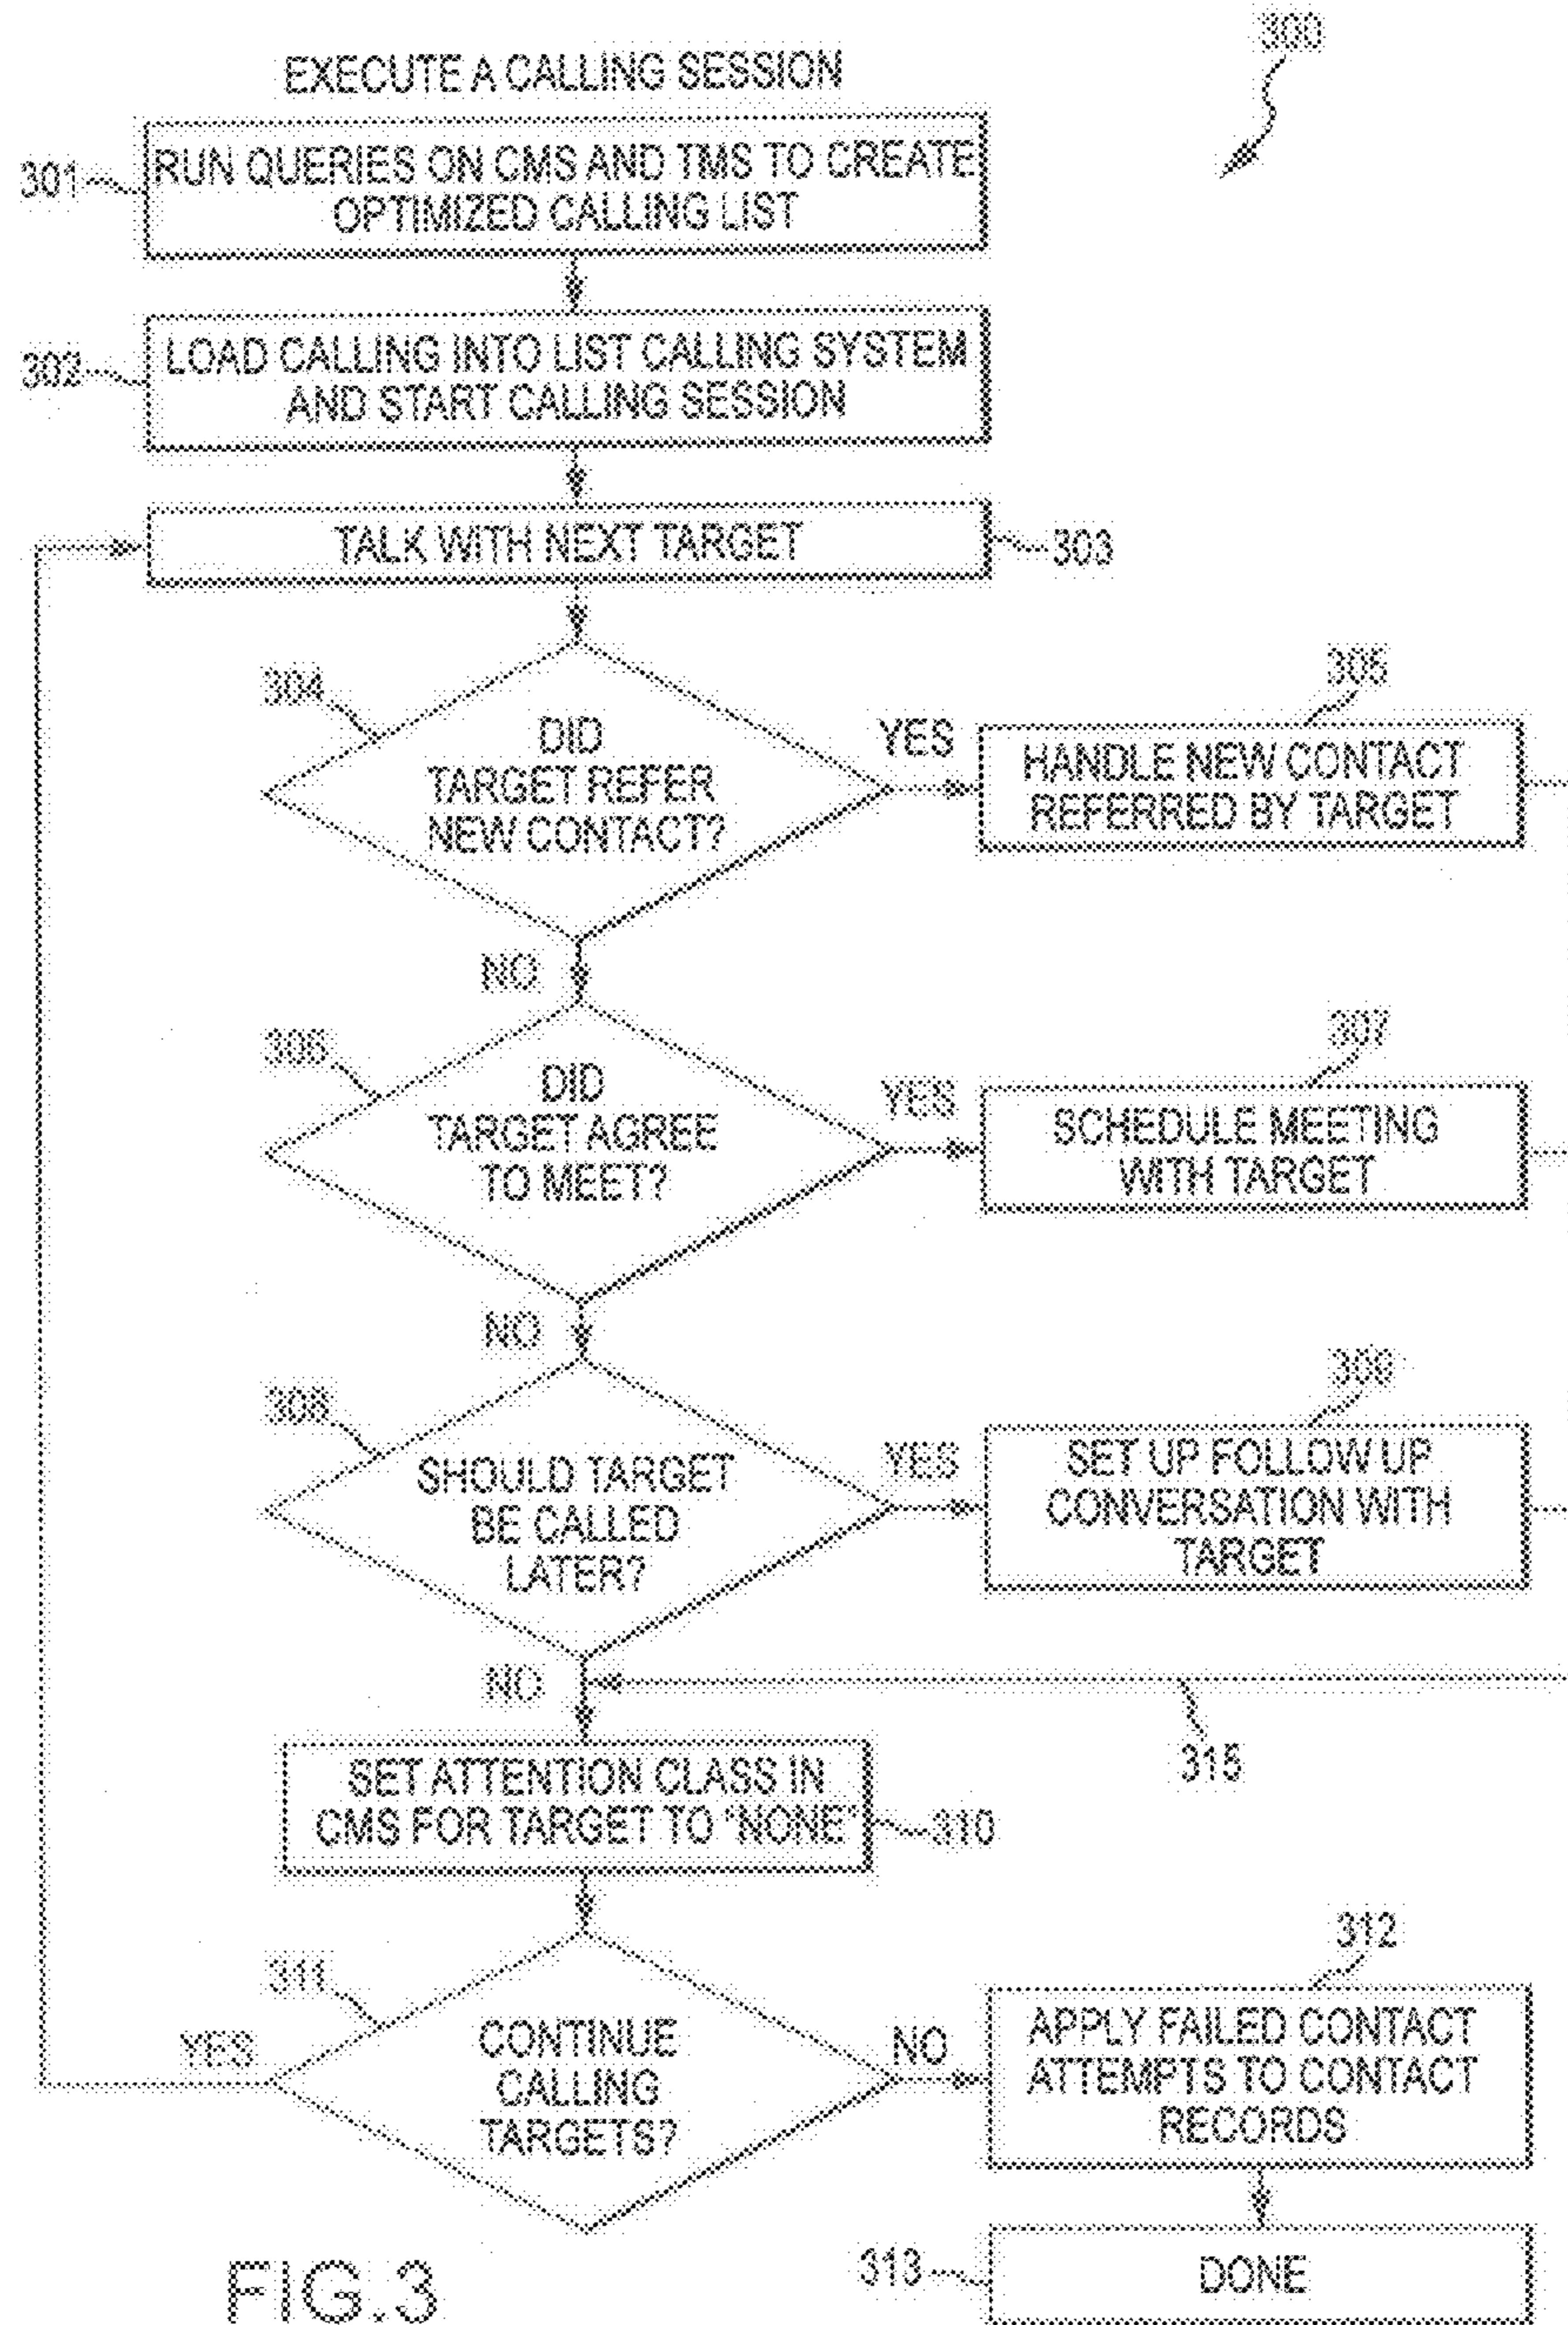 300
EXECUTE A CALLING SESSION
301
RUN QUERIES ON CMS AND TMS TO CREATE
OPTIMIZED CALLING LIST
302
LOAD CALLING INTO LIST CALLING SYSTEM
AND START CALLING SESSION
TALK WITH NEXT TARGET
303
304
DID
TARGET REFER
NEW CONTACT?
YES
305
HANDLE NEW CONTACT
REFERRED BY TARGET
NO
306
DID
TARGET AGREE
TO MEET?
YES
307
SCHEDULE MEETING
WITH TARGET
NO
308
SHOULD TARGET
BE CALLED
LATER?
YES
309
SET UP FOLLOW UP
CONVERSATION WITH
TARGET
NO
315
SET ATTENTION CLASS IN
CMS FOR TARGET TO "NONE"
310
311
YES
CONTINUE
CALLING
TARGETS?
NO
312
APPLY FAILED CONTACT
ATTEMPTS TO CONTACT
RECORDS
313
DONE
FIG.3